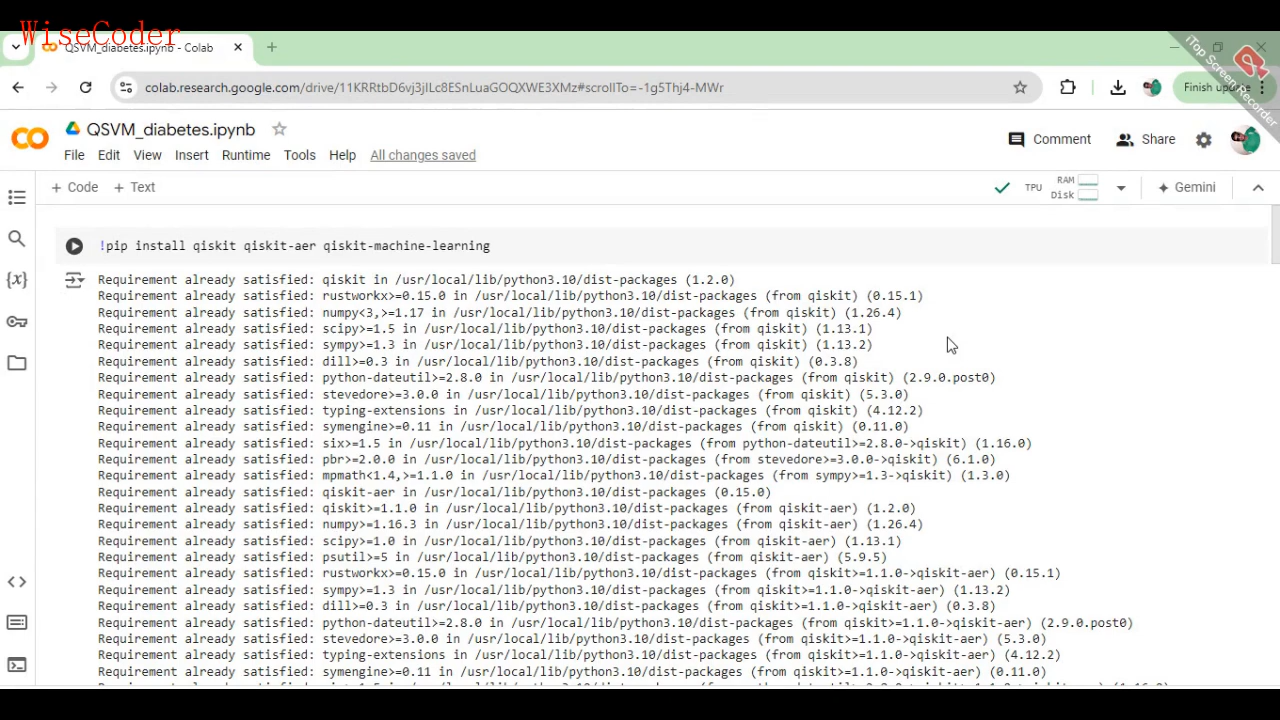 WiseCoder
QSVM_diabetes.ipynb - Colab
iTop Screen Recorder
colab.research.google.com/drive/11KRRtbD6vj3jILc8ESnLuaGOQXWE3XMz#scrollTo=-1g5Thj4-MWr
Finish update
QSVM_diabetes.ipynb
File Edit View Insert Runtime Tools Help All changes saved
Comment Share
+ Code + Text
TPU RAM Disk Gemini
!pip install qiskit qiskit-aer qiskit-machine-learning
Requirement already satisfied: qiskit in /usr/local/lib/python3.10/dist-packages (1.2.0)
Requirement already satisfied: rustworkx>=0.15.0 in /usr/local/lib/python3.10/dist-packages (from qiskit) (0.15.1)
Requirement already satisfied: numpy<3,>=1.17 in /usr/local/lib/python3.10/dist-packages (from qiskit) (1.26.4)
Requirement already satisfied: scipy>=1.5 in /usr/local/lib/python3.10/dist-packages (from qiskit) (1.13.1)
Requirement already satisfied: sympy>=1.3 in /usr/local/lib/python3.10/dist-packages (from qiskit) (1.13.2)
Requirement already satisfied: dill>=0.3 in /usr/local/lib/python3.10/dist-packages (from qiskit) (0.3.8)
Requirement already satisfied: python-dateutil>=2.8.0 in /usr/local/lib/python3.10/dist-packages (from qiskit) (2.9.0.post0)
Requirement already satisfied: stevedore>=3.0.0 in /usr/local/lib/python3.10/dist-packages (from qiskit) (5.3.0)
Requirement already satisfied: typing-extensions in /usr/local/lib/python3.10/dist-packages (from qiskit) (4.12.2)
Requirement already satisfied: symengine>=0.11 in /usr/local/lib/python3.10/dist-packages (from qiskit) (0.11.0)
Requirement already satisfied: six>=1.5 in /usr/local/lib/python3.10/dist-packages (from python-dateutil>=2.8.0->qiskit) (1.16.0)
Requirement already satisfied: pbr>=2.0.0 in /usr/local/lib/python3.10/dist-packages (from stevedore>=3.0.0->qiskit) (6.1.0)
Requirement already satisfied: mpmath<1.4,>=1.1.0 in /usr/local/lib/python3.10/dist-packages (from sympy>=1.3->qiskit) (1.3.0)
Requirement already satisfied: qiskit-aer in /usr/local/lib/python3.10/dist-packages (0.15.0)
Requirement already satisfied: qiskit>=1.1.0 in /usr/local/lib/python3.10/dist-packages (from qiskit-aer) (1.2.0)
Requirement already satisfied: numpy>=1.16.3 in /usr/local/lib/python3.10/dist-packages (from qiskit-aer) (1.26.4)
Requirement already satisfied: scipy>=1.0 in /usr/local/lib/python3.10/dist-packages (from qiskit-aer) (1.13.1)
Requirement already satisfied: psutil>=5 in /usr/local/lib/python3.10/dist-packages (from qiskit-aer) (5.9.5)
Requirement already satisfied: rustworkx>=0.15.0 in /usr/local/lib/python3.10/dist-packages (from qiskit>=1.1.0->qiskit-aer) (0.15.1)
Requirement already satisfied: sympy>=1.3 in /usr/local/lib/python3.10/dist-packages (from qiskit>=1.1.0->qiskit-aer) (1.13.2)
Requirement already satisfied: dill>=0.3 in /usr/local/lib/python3.10/dist-packages (from qiskit>=1.1.0->qiskit-aer) (0.3.8)
Requirement already satisfied: python-dateutil>=2.8.0 in /usr/local/lib/python3.10/dist-packages (from qiskit>=1.1.0->qiskit-aer) (2.9.0.post0)
Requirement already satisfied: stevedore>=3.0.0 in /usr/local/lib/python3.10/dist-packages (from qiskit>=1.1.0->qiskit-aer) (5.3.0)
Requirement already satisfied: typing-extensions in /usr/local/lib/python3.10/dist-packages (from qiskit>=1.1.0->qiskit-aer) (4.12.2)
Requirement already satisfied: symengine>=0.11 in /usr/local/lib/python3.10/dist-packages (from qiskit>=1.1.0->qiskit-aer) (0.11.0)